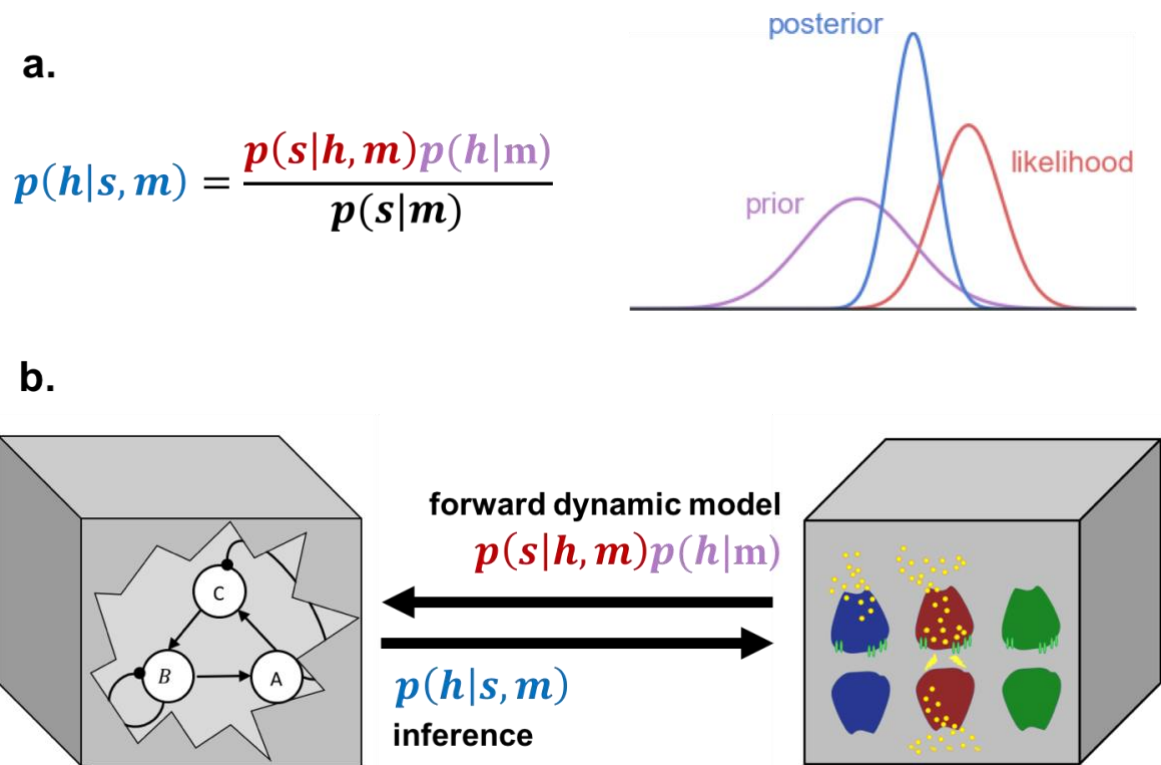 a.
p(h|s, m) = p(s|h, m)p(h|m) / p(s|m)
posterior
likelihood
prior
b.
forward dynamic model
p(s|h, m)p(h|m)
p(h|s, m)
inference
C
B
A